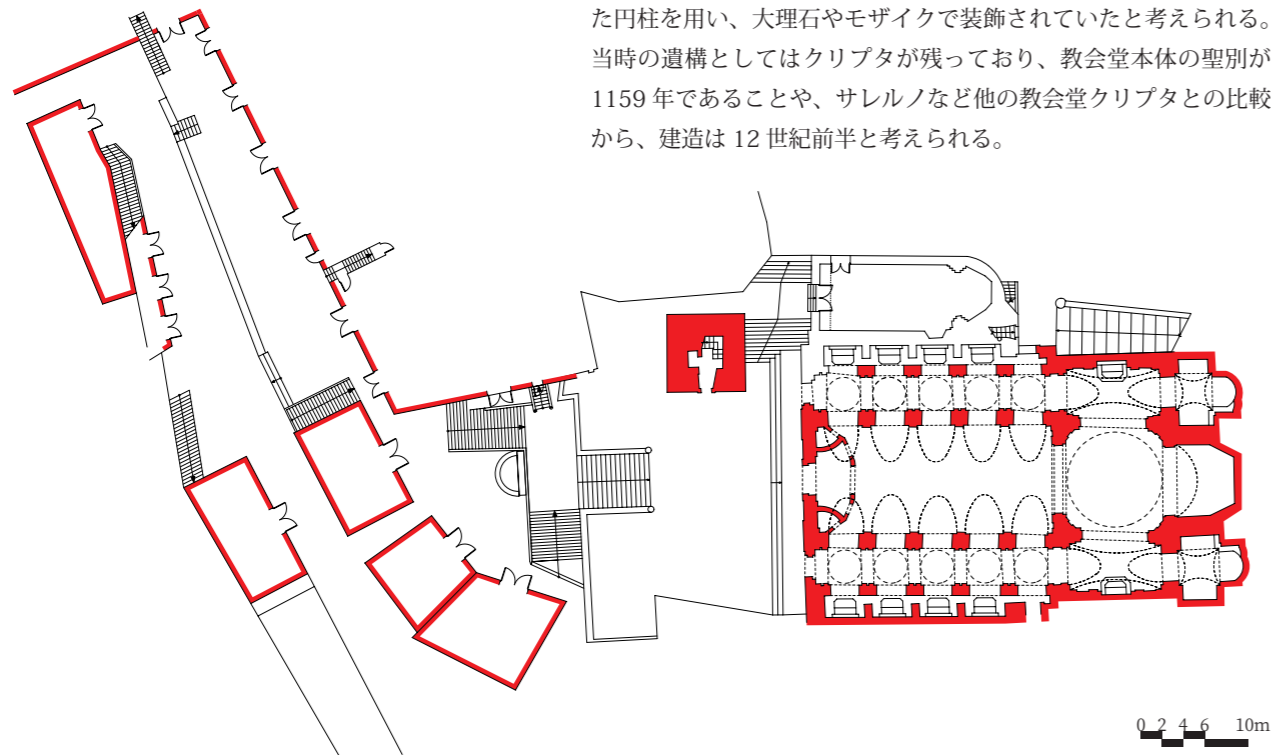 た円柱を用い、大理石やモザイクで装飾されていたと考えられる。
当時の遺構としてはクリプタが残っており、教会堂本体の聖別が
1159 年であることや、サレルノなど他の教会堂クリプタとの比較
から、建造は 12 世紀前半と考えられる。
0 2 4 6 10m